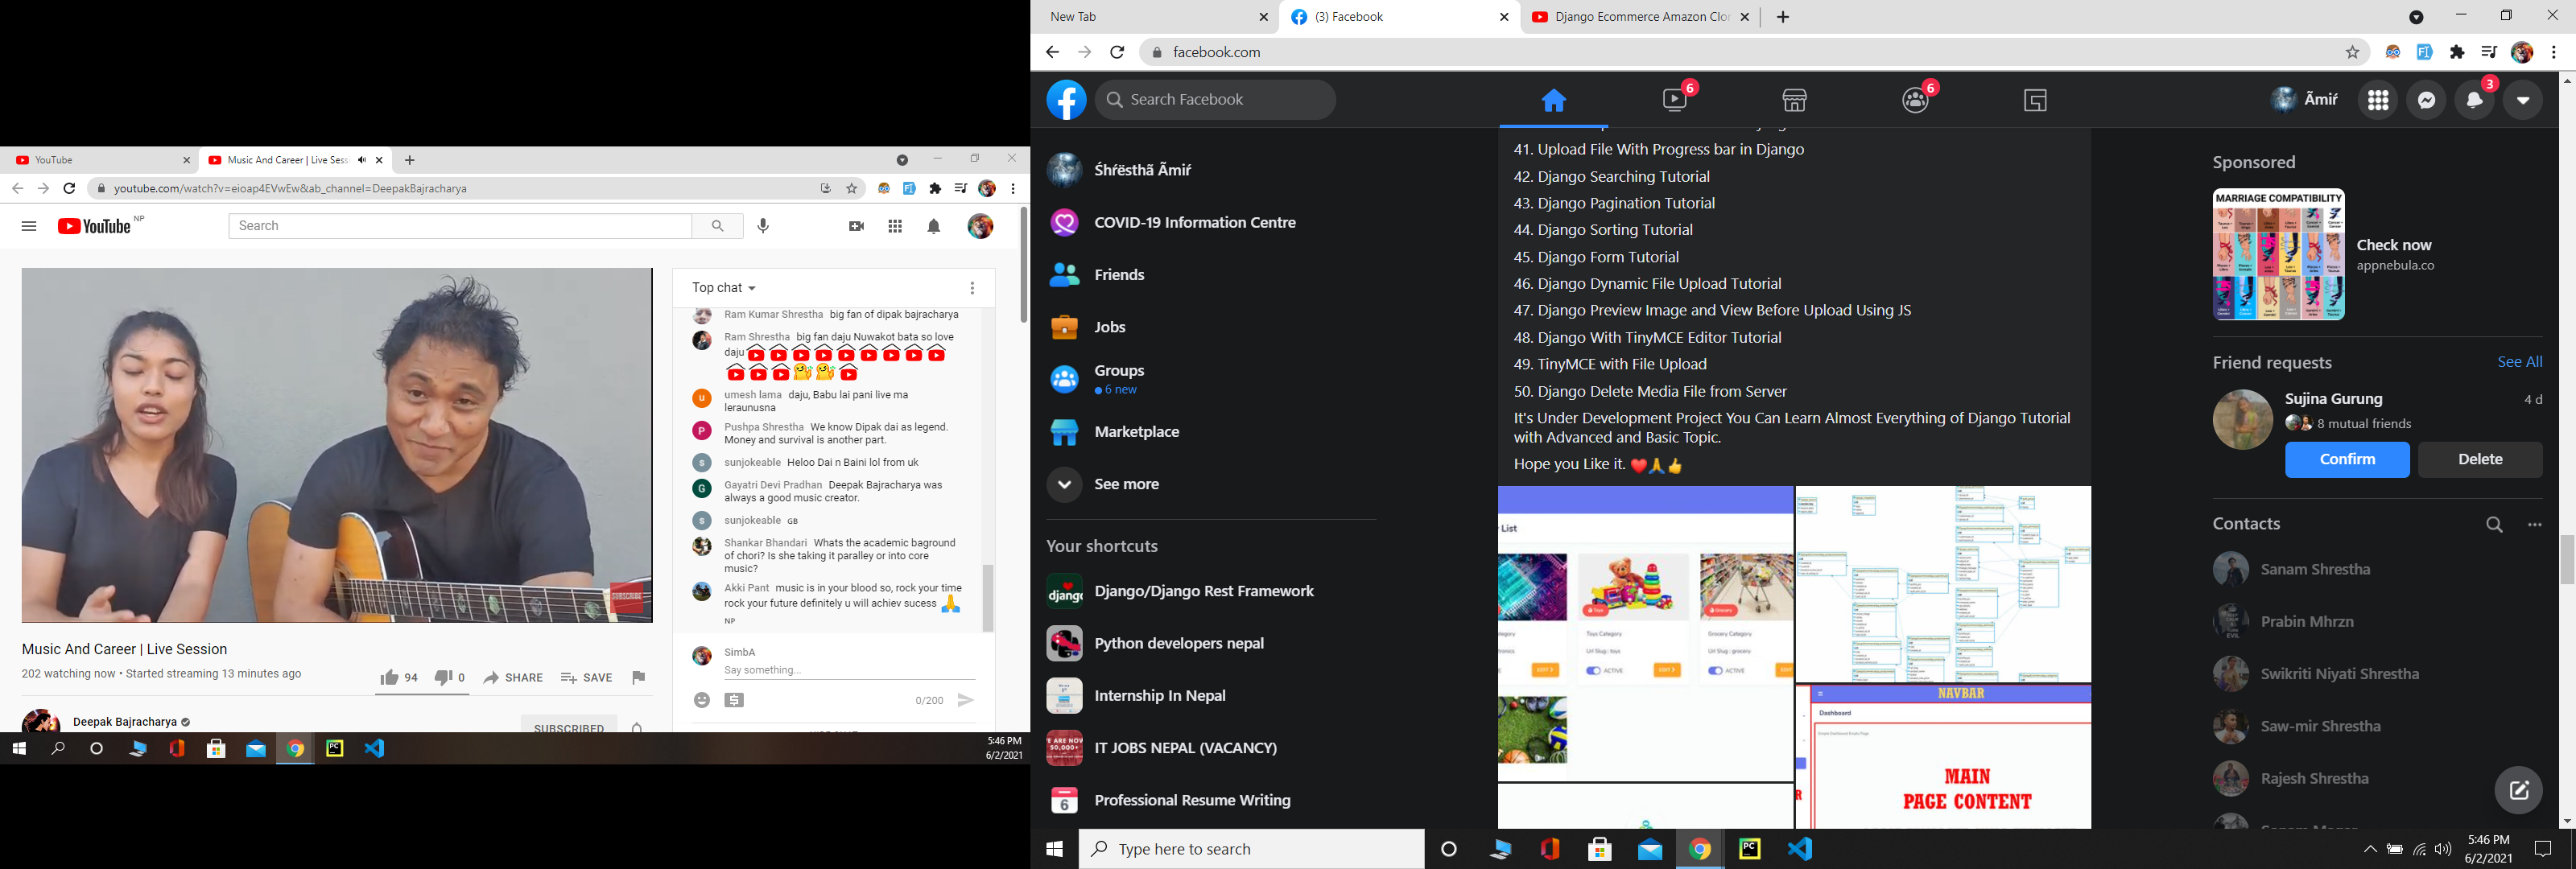 YouTube
Music And Career | Live Sess
youtube.com/watch?v=eioap4EVwEw&ab_channel=DeepakBajracharya
YouTube NP
Search
Top chat
Ram Kumar Shrestha big fan of dipak bajracharya
Ram Shrestha big fan daju Nuwakot bata so love
daju
umesh lama daju, Babu lai pani live ma
leraunusna
Pushpa Shrestha We know Dipak dai as legend.
Money and survival is another part.
sunjokeable Heloo Dai n Baini lol from uk
Gayatri Devi Pradhan Deepak Bajracharya was
always a good music creator.
sunjokeable GB
Shankar Bhandari Whats the academic baground
of chori? Is she taking it paralley or into core
music?
Akki Pant music is in your blood so, rock your time
rock your future definitely u will achiev sucess 🙏
NP
SimbA
Say something...
0/200
SUBSCRIBE
Music And Career | Live Session
202 watching now • Started streaming 13 minutes ago
94 0 SHARE SAVE
Deepak Bajracharya
SUBSCRIBED
5:46 PM
6/2/2021
New Tab
(3) Facebook
Django Ecommerce Amazon Clo
facebook.com
Search Facebook
6
6
Ãmiŕ
3
Śhŕësthã Ãmiŕ
COVID-19 Information Centre
Friends
Jobs
Groups
6 new
Marketplace
See more
Your shortcuts
Django/Django Rest Framework
Python developers nepal
Internship In Nepal
IT JOBS NEPAL (VACANCY)
Professional Resume Writing
41. Upload File With Progress bar in Django
42. Django Searching Tutorial
43. Django Pagination Tutorial
44. Django Sorting Tutorial
45. Django Form Tutorial
46. Django Dynamic File Upload Tutorial
47. Django Preview Image and View Before Upload Using JS
48. Django With TinyMCE Editor Tutorial
49. TinyMCE with File Upload
50. Django Delete Media File from Server
It's Under Development Project You Can Learn Almost Everything of Django Tutorial
with Advanced and Basic Topic.
Hope you Like it. ❤️🙏👍
List
Toys
Grocery
Toys Category
Grocery Category
Url Slug : toys
Url Slug : grocery
EDIT >
ACTIVE
EDIT >
ACTIVE
EDIT
NAVBAR
Dashboard
MAIN
PAGE CONTENT
Sponsored
MARRIAGE COMPATIBILITY
Check now
appnebula.co
Friend requests
See All
Sujina Gurung
4 d
8 mutual friends
Confirm
Delete
Contacts
Sanam Shrestha
Prabin Mhrzn
Swikriti Niyati Shrestha
Saw-mir Shrestha
Rajesh Shrestha
Type here to search
5:46 PM
6/2/2021